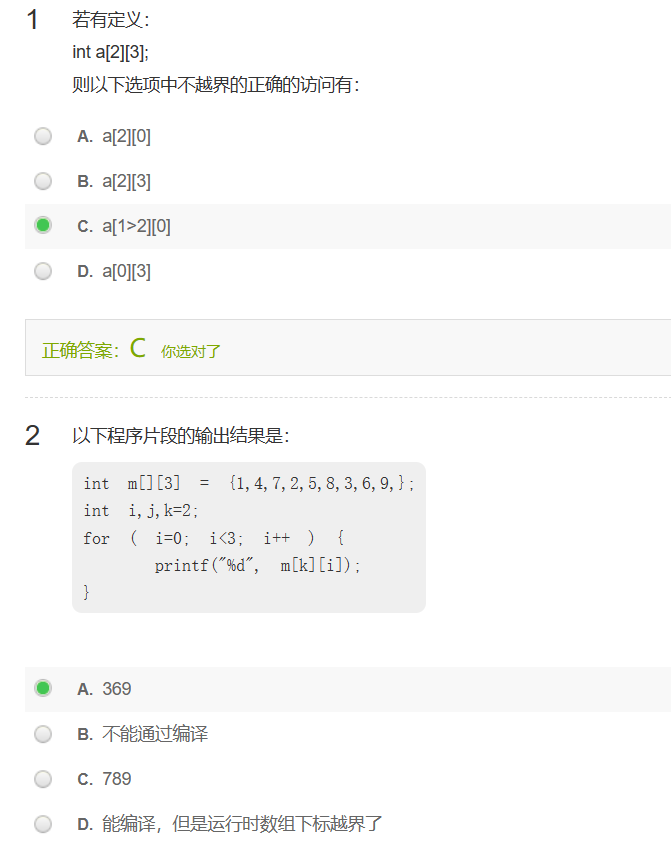 1 若有定义：
int a[2][3];
则以下选项中不越界的正确的访问有：
A. a[2][0]
B. a[2][3]
C. a[1>2][0]
D. a[0][3]
正确答案：C 你选对了
2 以下程序片段的输出结果是：
int m[][3] = {1,4,7,2,5,8,3,6,9,};
int i,j,k=2;
for ( i=0; i<3; i++ ) {
printf("%d", m[k][i]);
}
A. 369
B. 不能通过编译
C. 789
D. 能编译，但是运行时数组下标越界了